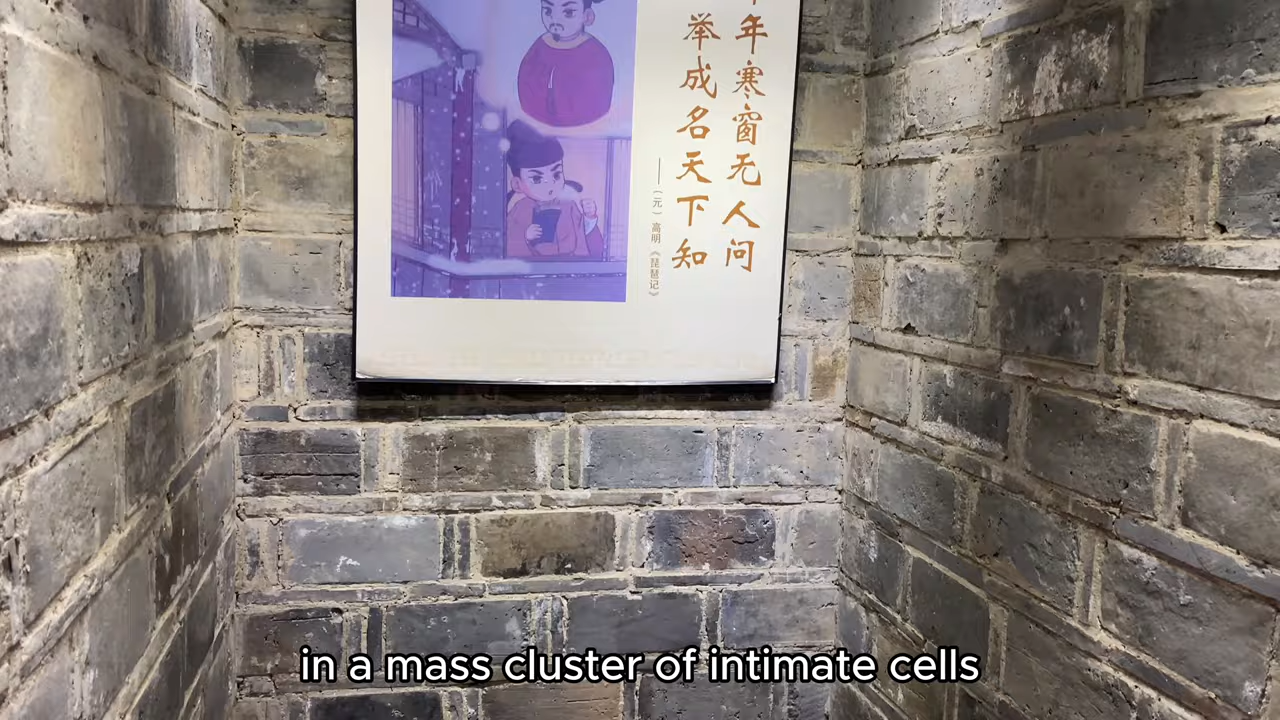 年寒窗无人问
举成名天下知
——（元）高明《琵琶记》
in a mass cluster of intimate cells